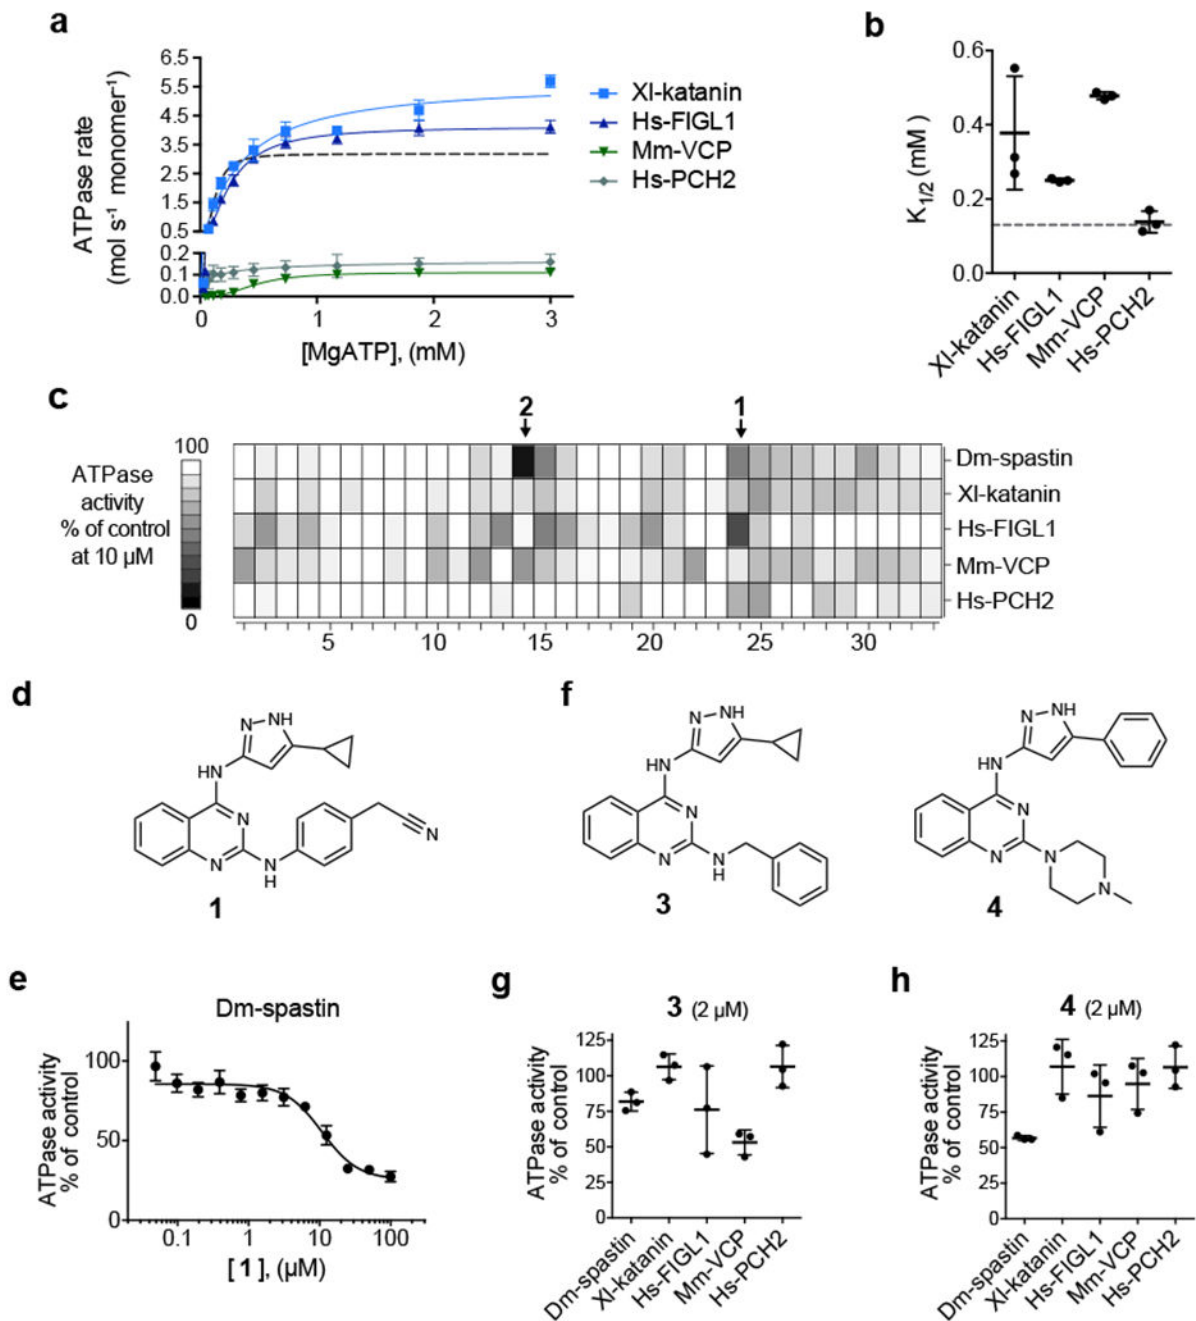 a
6.5
5.5
4.5
3.5
2.5
1.5
0.5
0.2
0.1
0.0
0
1
2
3
ATPase rate
(mol s⁻¹ monomer⁻¹)
[MgATP], (mM)
Xl-katanin
Hs-FIGL1
Mm-VCP
Hs-PCH2
b
0.6
0.4
0.2
0.0
K1/2 (mM)
Xl-katanin
Hs-FIGL1
Mm-VCP
Hs-PCH2
c
2
1
100
0
ATPase
activity
% of control
at 10 µM
Dm-spastin
Xl-katanin
Hs-FIGL1
Mm-VCP
Hs-PCH2
5
10
15
20
25
30
d
N
NH
HN
N
N
N
H
N
1
f
N
NH
HN
N
N
N
H
3
N
NH
HN
N
N
N
N
4
e
Dm-spastin
100
50
0
ATPase activity
% of control
0.1
1
10
100
[1], (µM)
g
3 (2 µM)
125
100
75
50
25
0
ATPase activity
% of control
Dm-spastin
Xl-katanin
Hs-FIGL1
Mm-VCP
Hs-PCH2
h
4 (2 µM)
125
100
75
50
25
0
ATPase activity
% of control
Dm-spastin
Xl-katanin
Hs-FIGL1
Mm-VCP
Hs-PCH2